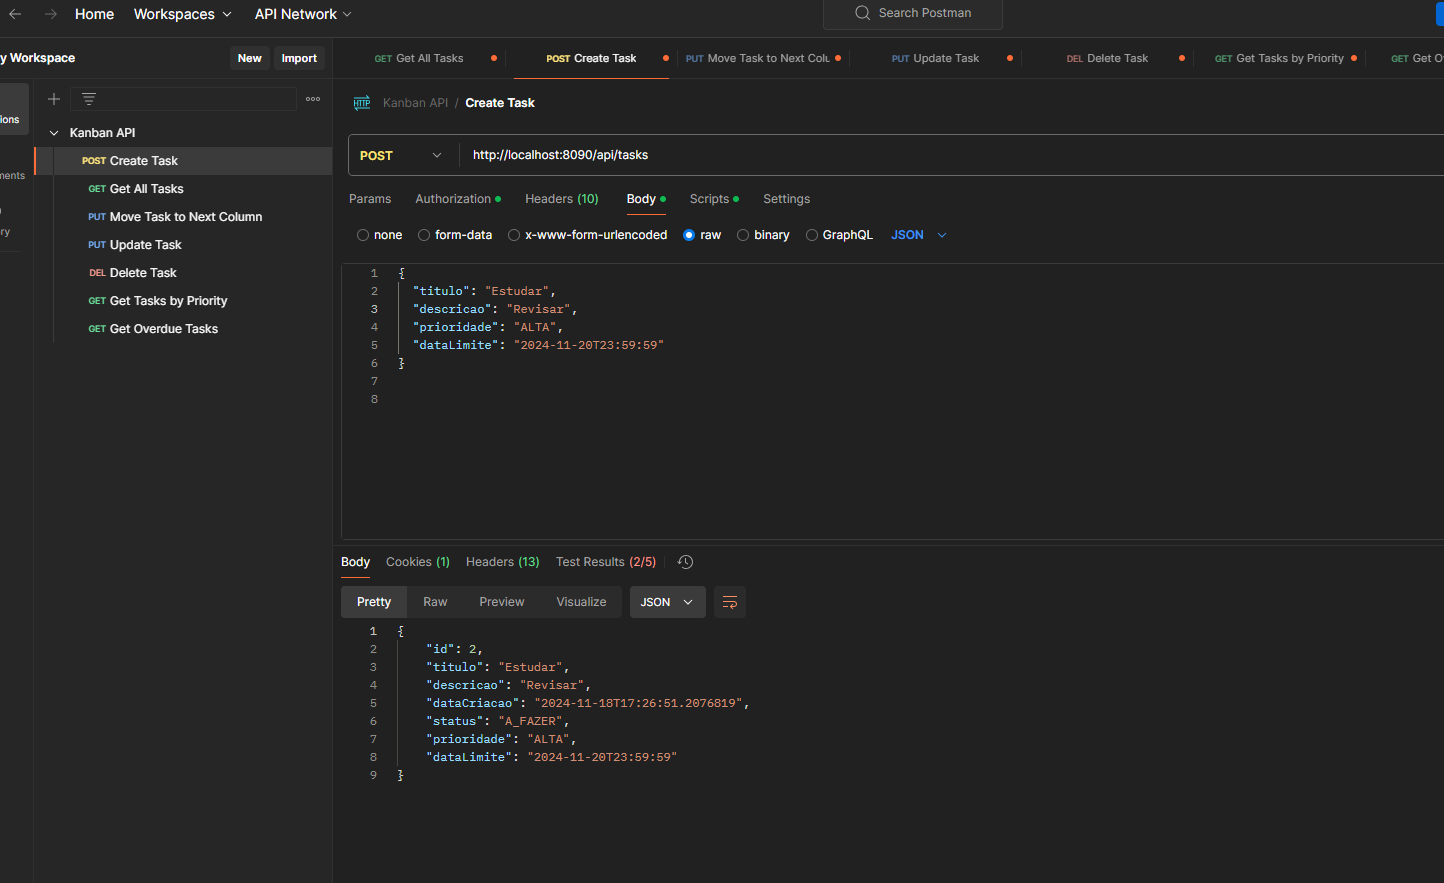 Home Workspaces API Network Search Postman
y Workspace New Import
GET Get All Tasks POST Create Task PUT Move Task to Next Colu PUT Update Task DEL Delete Task GET Get Tasks by Priority GET Get O
Kanban API / Create Task
ions
ments
ry
Kanban API
POST Create Task
GET Get All Tasks
PUT Move Task to Next Column
PUT Update Task
DEL Delete Task
GET Get Tasks by Priority
GET Get Overdue Tasks
POST http://localhost:8090/api/tasks
Params Authorization Headers (10) Body Scripts Settings
none form-data x-www-form-urlencoded raw binary GraphQL JSON
1 {
2 "titulo": "Estudar",
3 "descricao": "Revisar",
4 "prioridade": "ALTA",
5 "dataLimite": "2024-11-20T23:59:59"
6 }
7
8
Body Cookies (1) Headers (13) Test Results (2/5)
Pretty Raw Preview Visualize JSON
1 {
2 "id": 2,
3 "titulo": "Estudar",
4 "descricao": "Revisar",
5 "dataCriacao": "2024-11-18T17:26:51.2076819",
6 "status": "A_FAZER",
7 "prioridade": "ALTA",
8 "dataLimite": "2024-11-20T23:59:59"
9 }